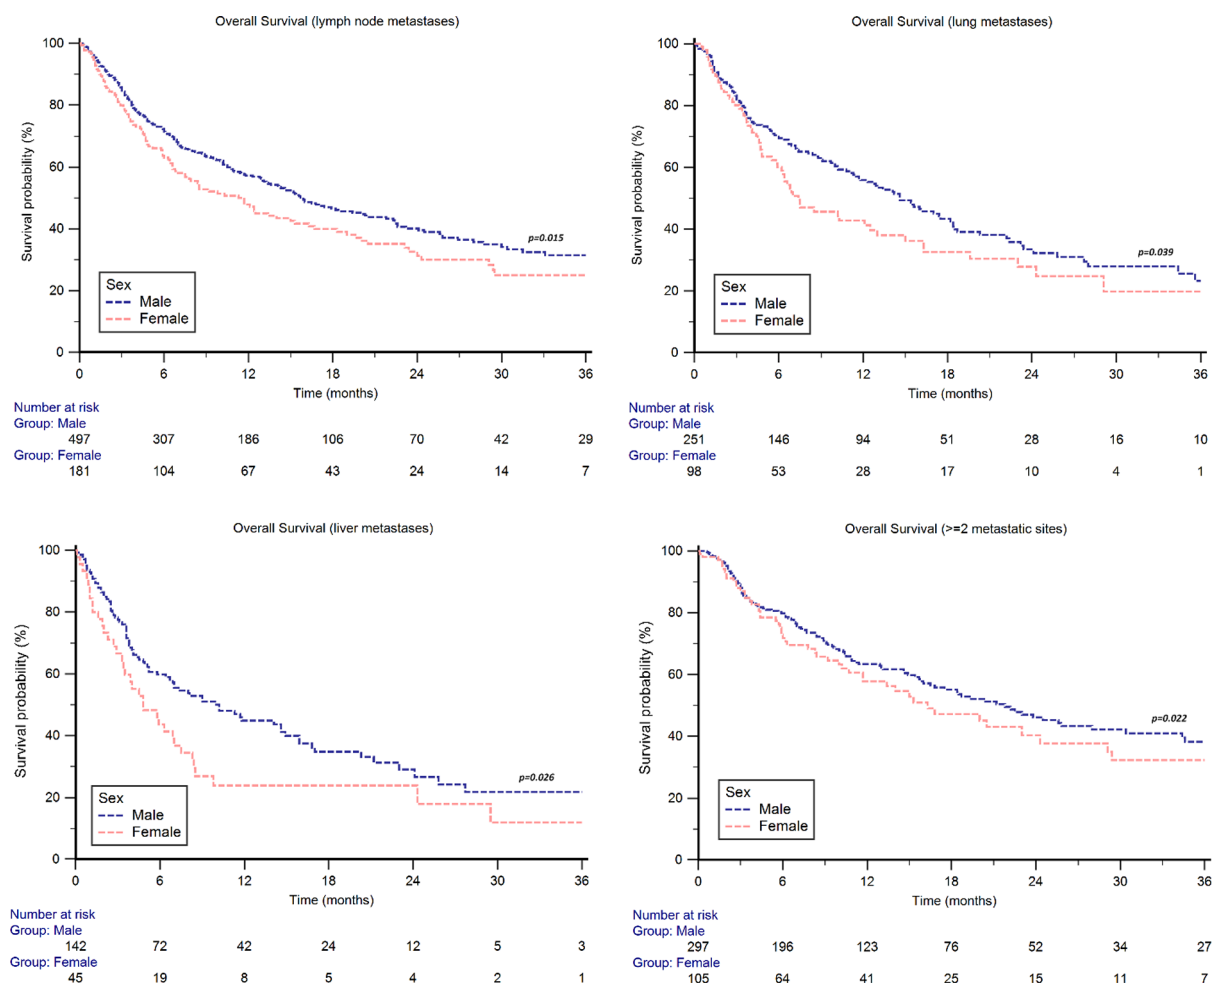 Overall Survival (lymph node metastases)
100
80
60
40
20
0
Survival probability (%)
p=0.015
Sex
Male
Female
0 6 12 18 24 30 36
Time (months)
Number at risk
Group: Male
497 307 186 106 70 42 29
Group: Female
181 104 67 43 24 14 7
Overall Survival (lung metastases)
100
80
60
40
20
0
Survival probability (%)
p=0.039
Sex
Male
Female
0 6 12 18 24 30 36
Time (months)
Number at risk
Group: Male
251 146 94 51 28 16 10
Group: Female
98 53 28 17 10 4 1
Overall Survival (liver metastases)
100
80
60
40
20
0
Survival probability (%)
p=0.026
Sex
Male
Female
0 6 12 18 24 30 36
Time (months)
Number at risk
Group: Male
142 72 42 24 12 5 3
Group: Female
45 19 8 5 4 2 1
Overall Survival (>=2 metastatic sites)
100
80
60
40
20
0
Survival probability (%)
p=0.022
Sex
Male
Female
0 6 12 18 24 30 36
Time (months)
Number at risk
Group: Male
297 196 123 76 52 34 27
Group: Female
105 64 41 25 15 11 7